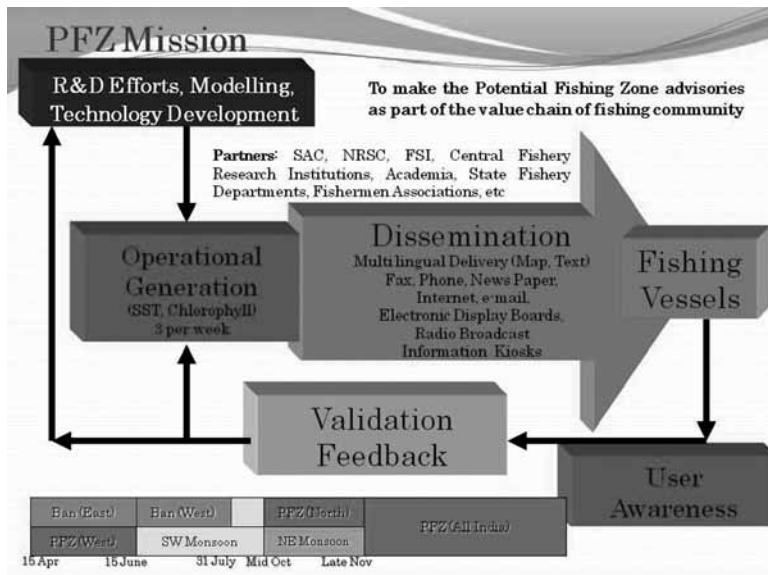 PFZ Mission
R&D Efforts, Modelling,
Technology Development
To make the Potential Fishing Zone advisories
as part of the value chain of fishing community
Partners: SAC, NRSC, FSI, Central Fishery
Research Institutions, Academia, State Fishery
Departments, Fishermen Associations, etc
Operational
Generation
(SST, Chlorophyll)
3 per week
Dissemination
Multilingual Delivery (Map, Text)
Fax, Phone, News Paper,
Internet, e-mail,
Electronic Display Boards,
Radio Broadcast
Information Kiosks
Fishing
Vessels
Validation
Feedback
User
Awareness
Ban (East)
Ban (West)
PFZ (North)
PFZ (All India)
PFZ (West)
SW Monsoon
NE Monsoon
15 Apr
15 June
31 July
Mid Oct
Late Nov